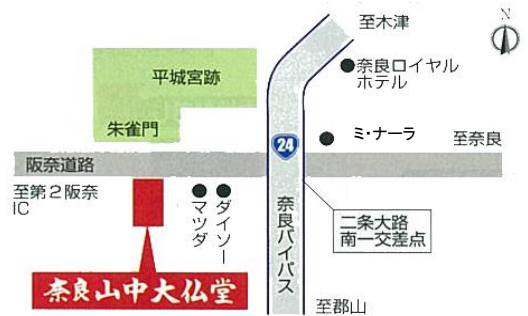 N
至木津
奈良ロイヤル
ホテル
平城宮跡
朱雀門
24
ミ・ナーラ
至奈良
阪奈道路
至第2阪奈
IC
マツダ
ダイソー
奈良バイパス
二条大路
南一交差点
奈良山中大仏堂
至郡山